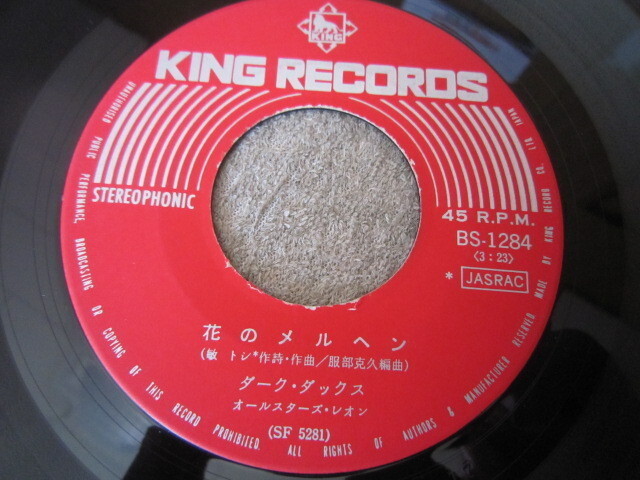 KING
KING RECORDS
STEREOPHONIC
45 R.P.M.
BS-1284
(3:23)
* JASRAC
花のメルヘン
(敏 トシ*作詩・作曲/服部克久編曲)
ダーク・ダックス
オールスターズ・レオン
(SF 5281)
UNAUTHORIZED PUBLIC PERFORMANCE, BROADCASTING OR COPYING OF THIS RECORD PROHIBITED. ALL RIGHTS OF AUTHORS & MANUFACTURER RESERVED MADE BY KING RECORD CO. LTD JAPAN